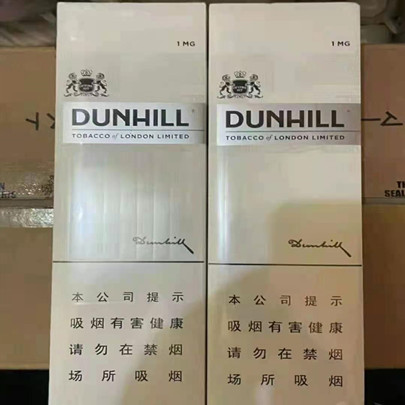 1 MG
DUNHILL
TOBACCO of LONDON LIMITED
Dunhill
本公司提示
吸烟有害健康
请勿在禁烟
场所吸烟
1 MG
DUNHILL
TOBACCO of LONDON LIMITED
Dunhill
本公司提示
吸烟有害健康
请勿在禁烟
场所吸烟